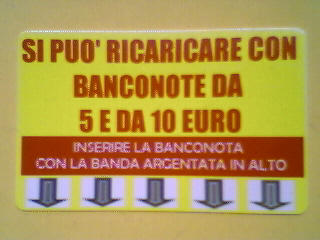 SI PUO' RICARICARE CON
BANCONOTE DA
5 E DA 10 EURO
INSERIRE LA BANCONOTA
CON LA BANDA ARGENTATA IN ALTO